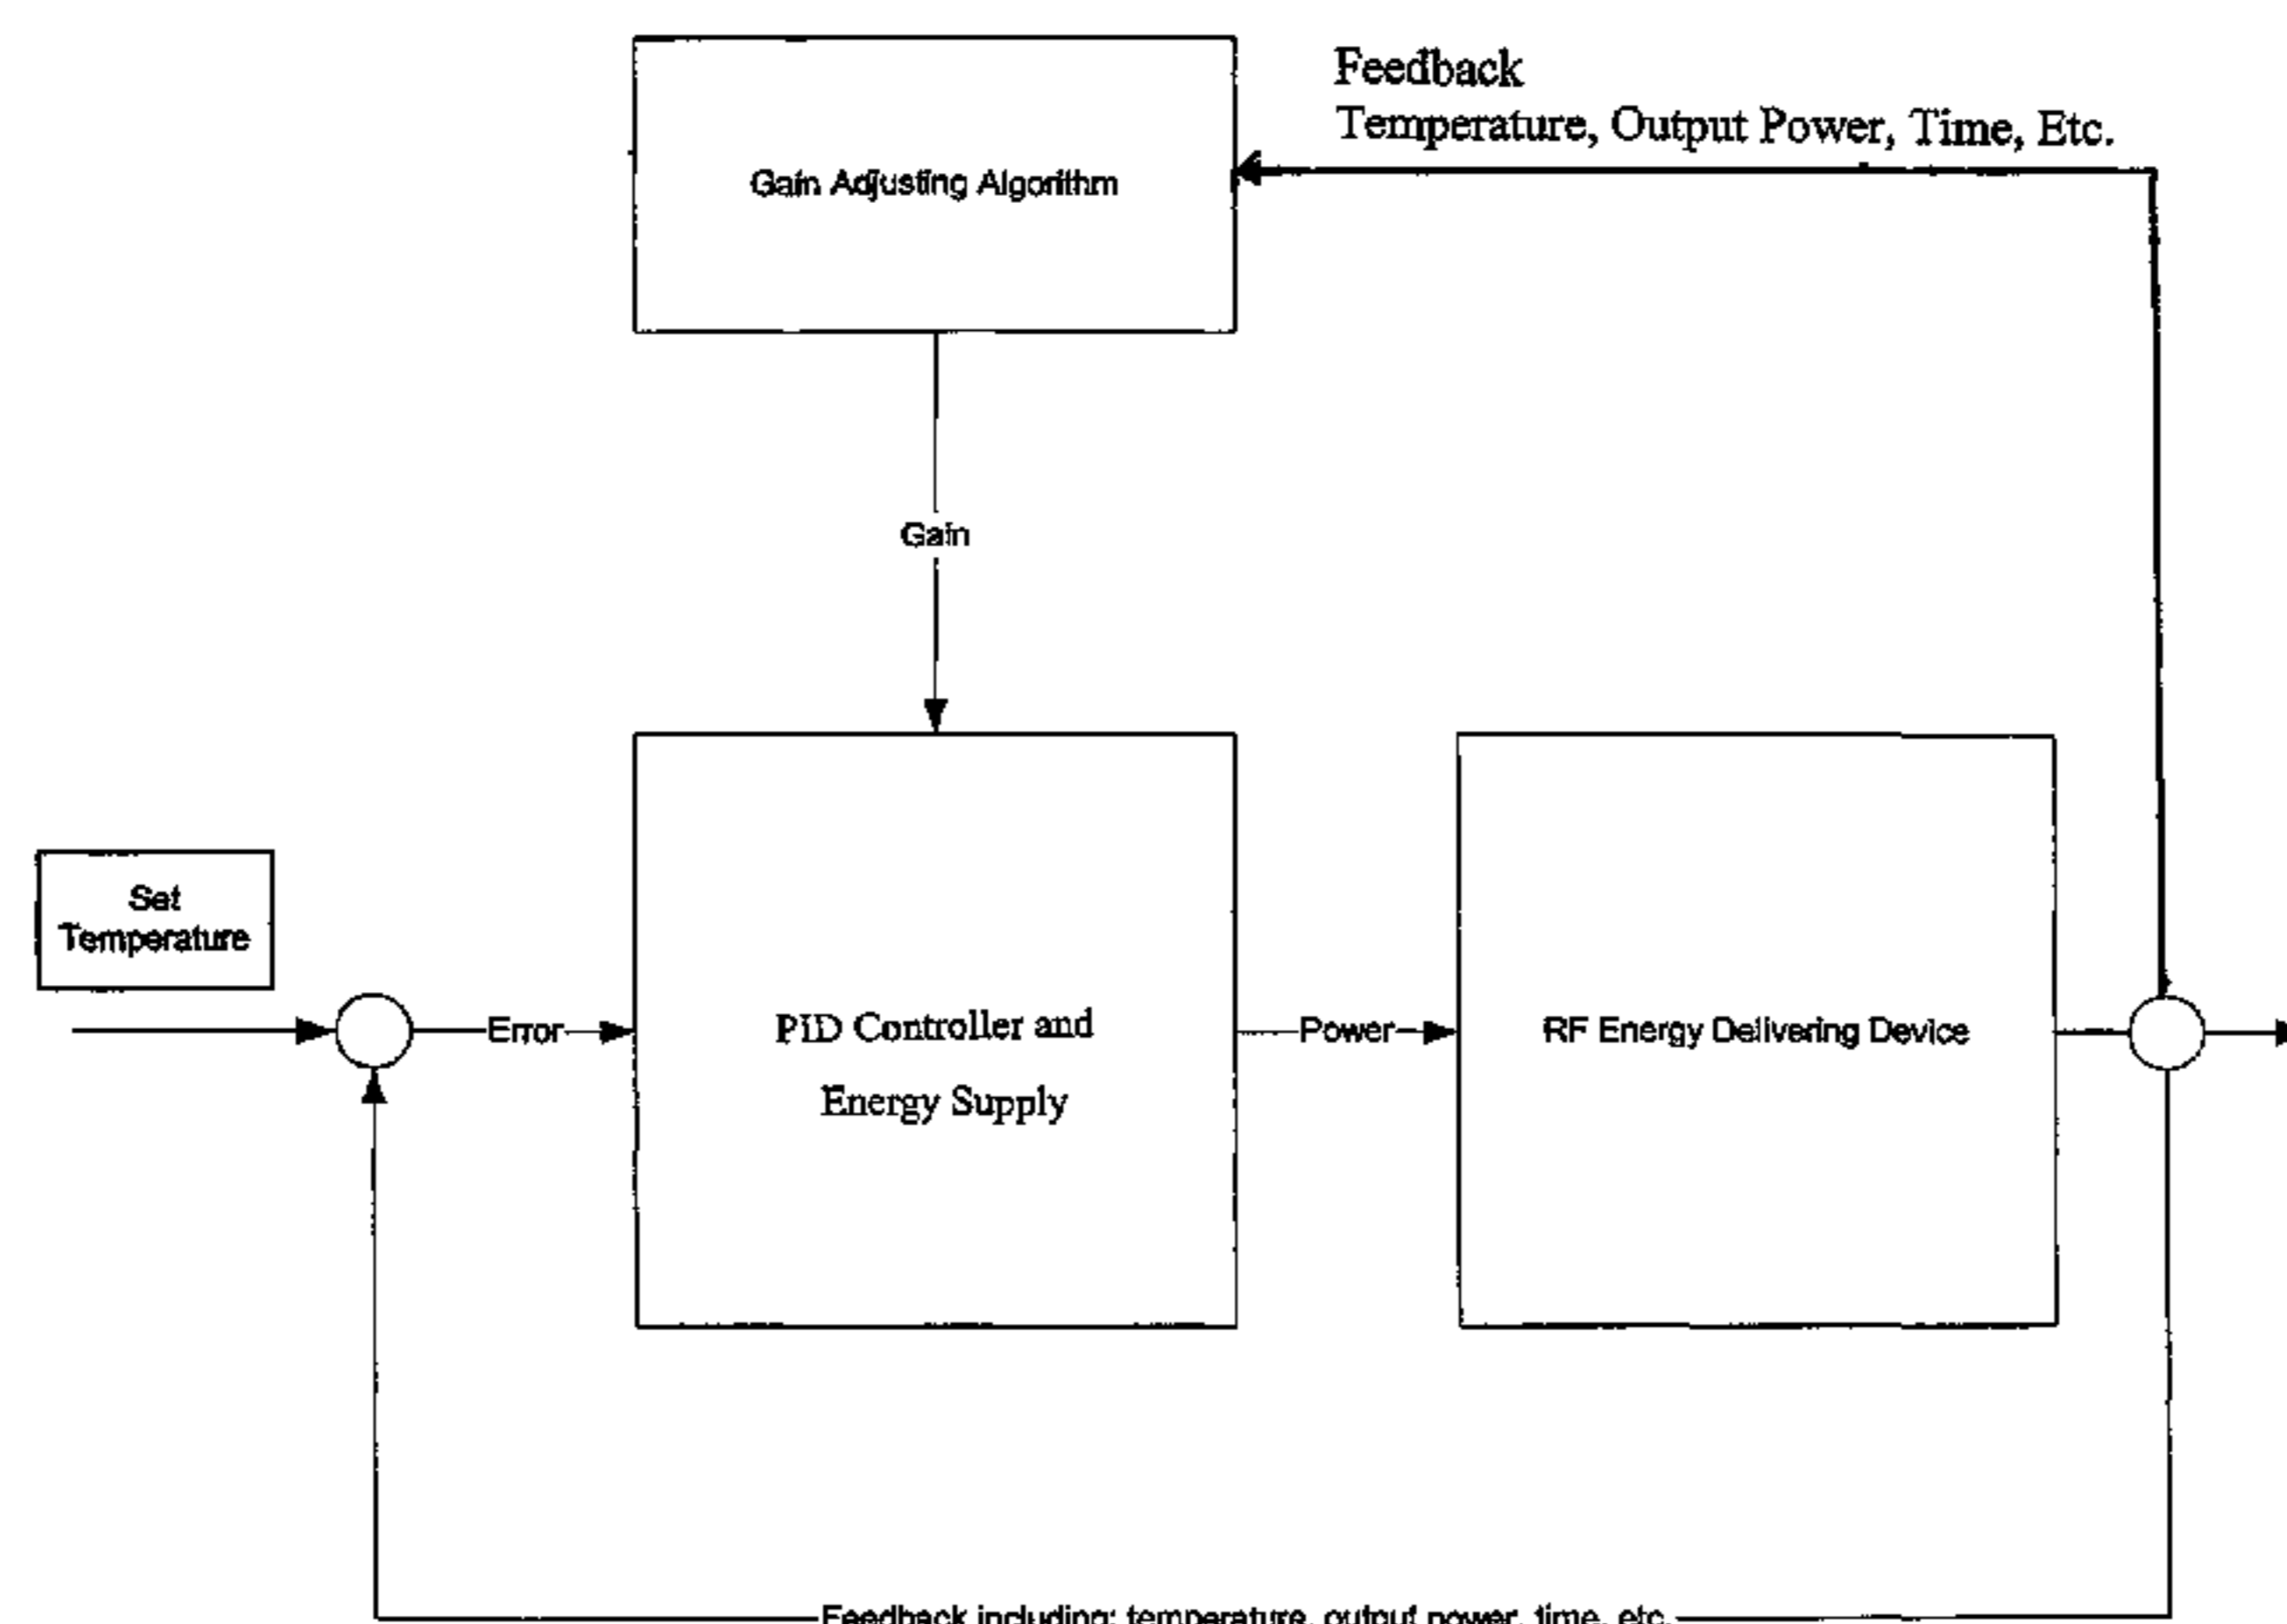 Feedback
Temperature, Output Power, Time, Etc.
Gain Adjusting Algorithm
Gain
Set
Temperature
Error
PID Controller and
Energy Supply
Power
RF Energy Delivering Device
Feedback including: temperature, output power, time, etc.